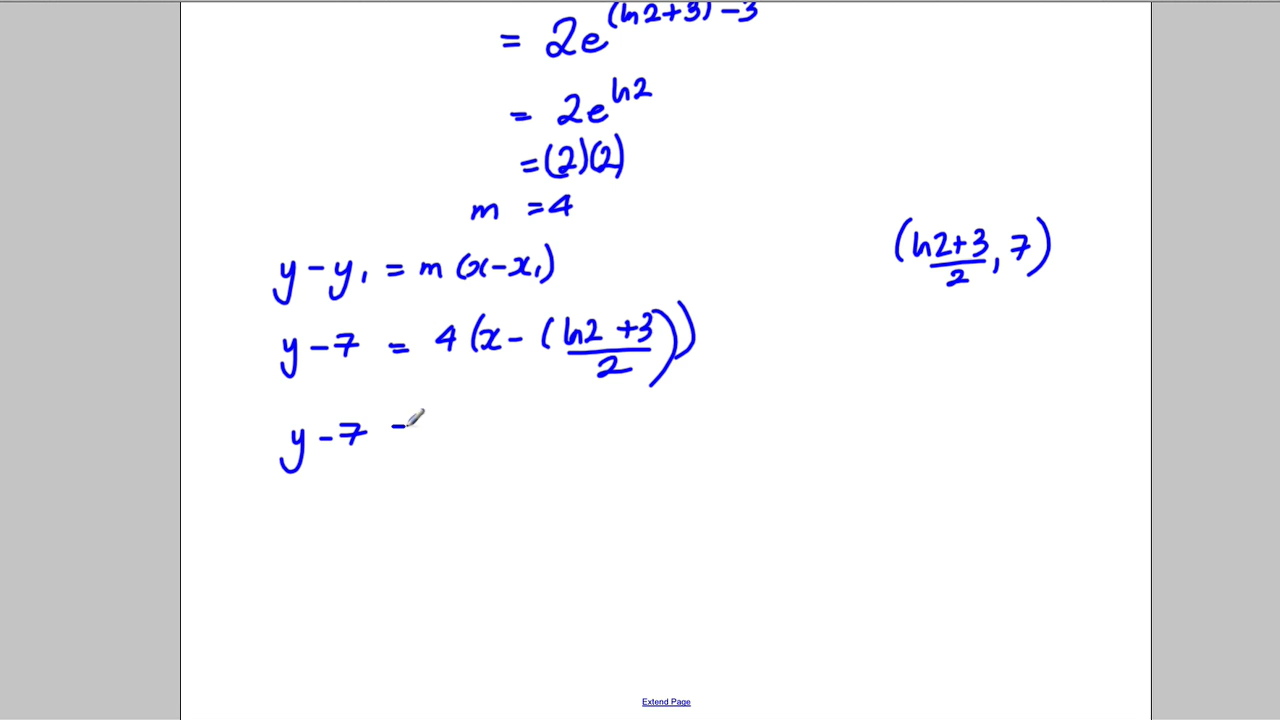 = 2e^{(ln2+3)-3}
= 2e^{ln2}
= (2)(2)
m = 4
y - y₁ = m(x - x₁)
(ln2+3/2, 7)
y - 7 = 4(x - (ln2+3/2))
y - 7 =
Extend Page